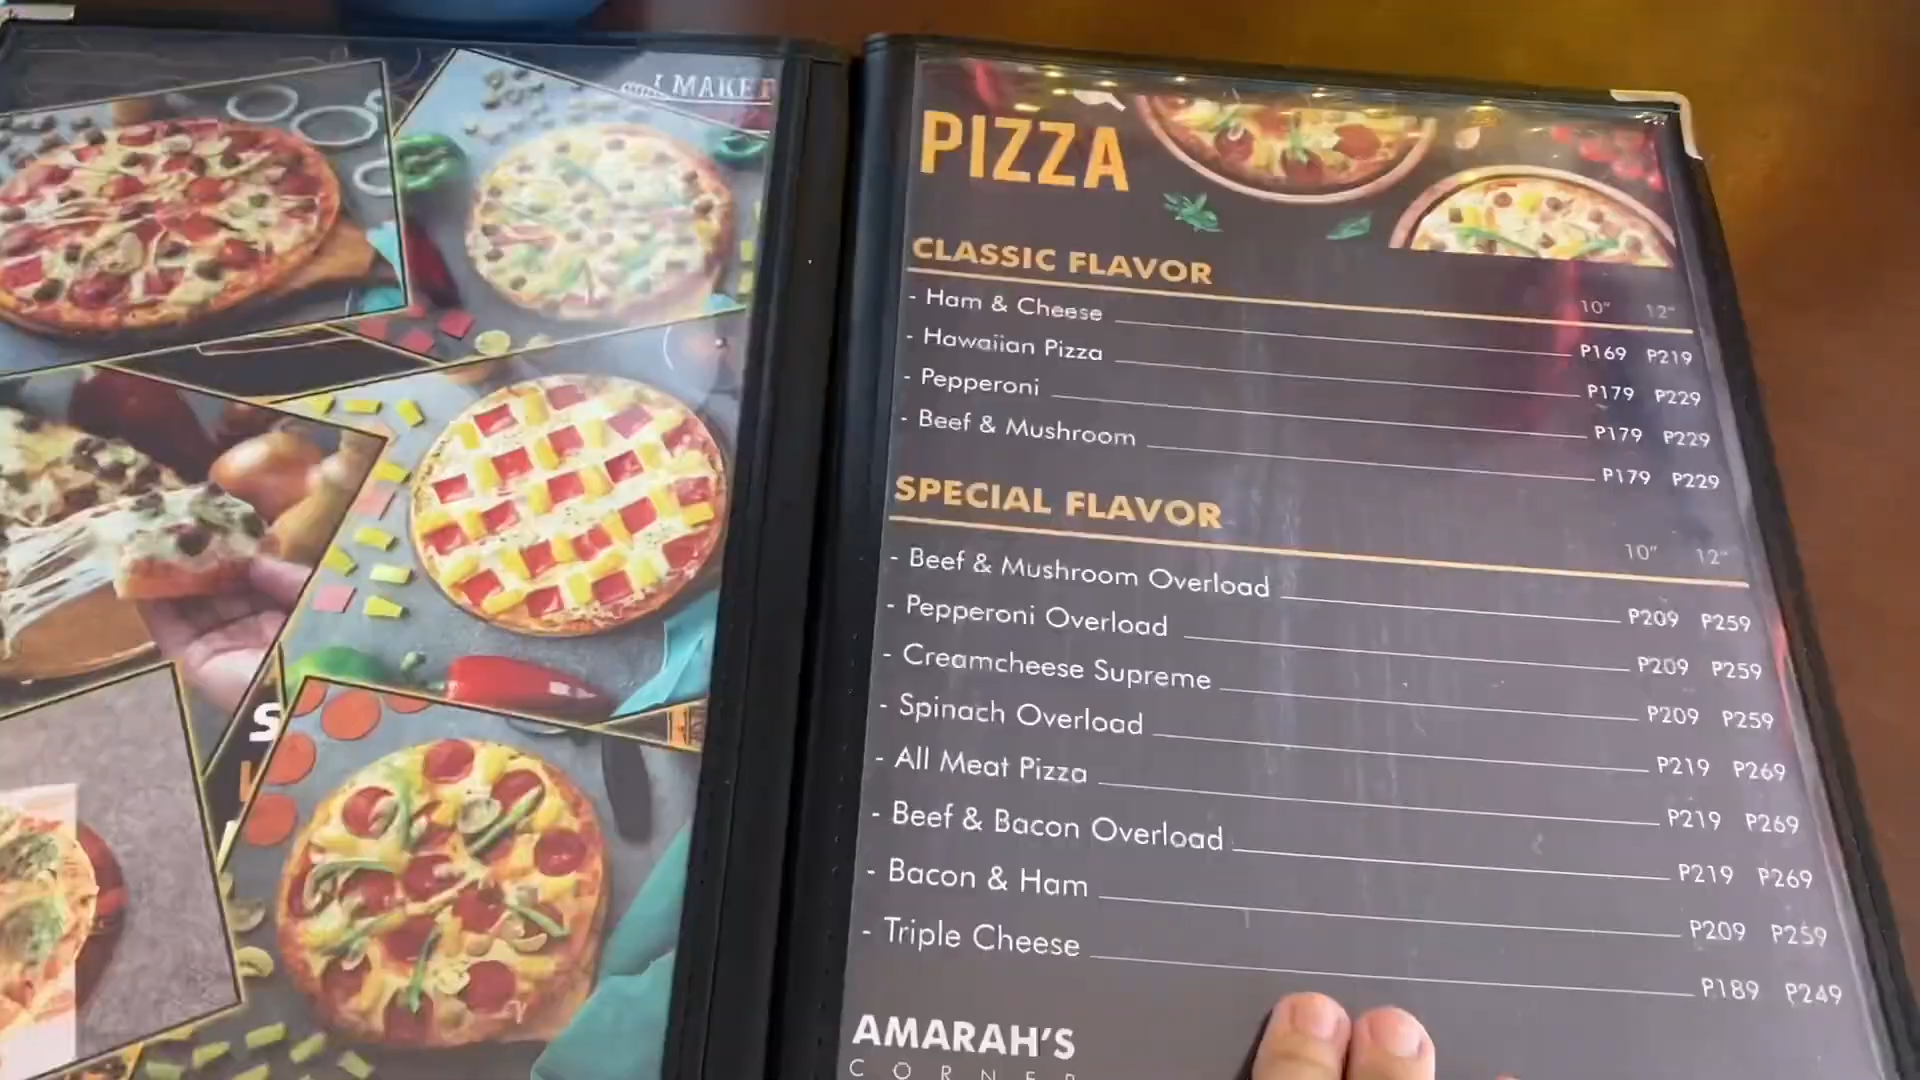 MAKE
PIZZA
CLASSIC FLAVOR
10" 12"
- Ham & Cheese P169 P219
- Hawaiian Pizza P179 P229
- Pepperoni P179 P229
- Beef & Mushroom P179 P229
SPECIAL FLAVOR
10" 12"
- Beef & Mushroom Overload P209 P259
- Pepperoni Overload P209 P259
- Creamcheese Supreme P209 P259
- Spinach Overload P219 P269
- All Meat Pizza P219 P269
- Beef & Bacon Overload P219 P269
- Bacon & Ham P209 P259
- Triple Cheese P189 P249
AMARAH'S
CORNER